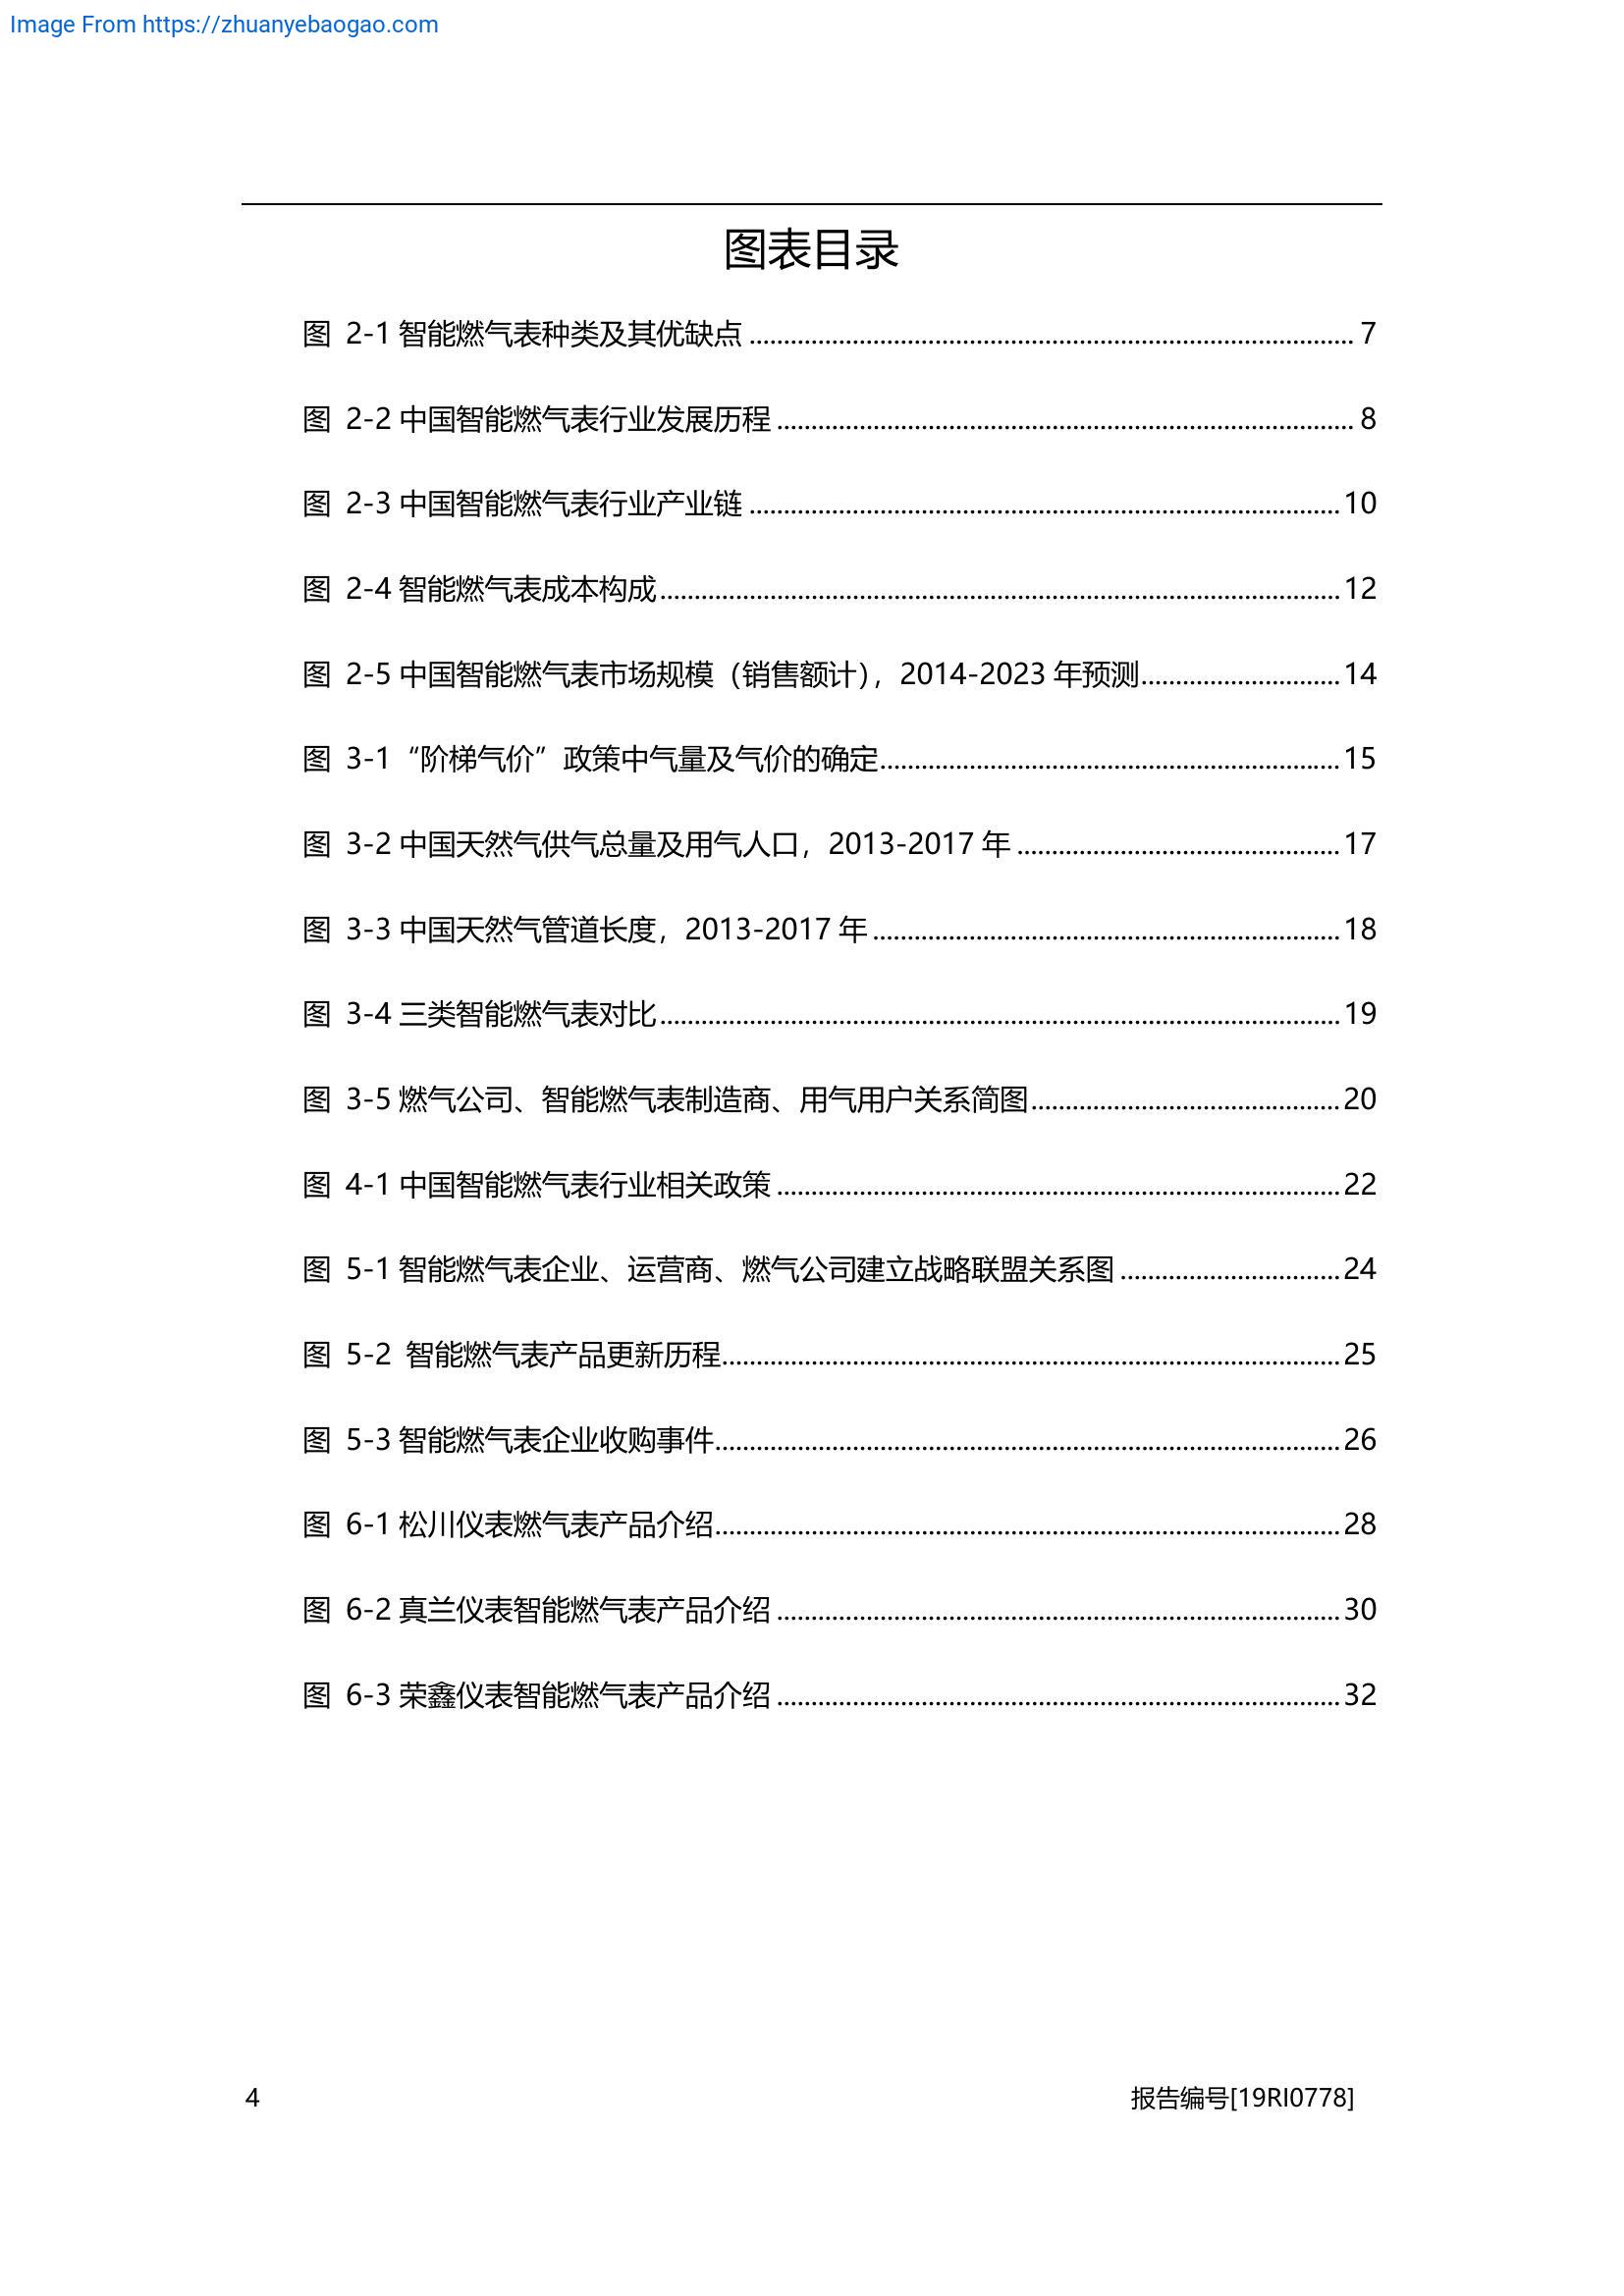 Image From https://zhuanyebaogao.com
图表目录
图 2-1 智能燃气表种类及其优缺点 ........ 7
图 2-2 中国智能燃气表行业发展历程 ........ 8
图 2-3 中国智能燃气表行业产业链 ........ 10
图 2-4 智能燃气表成本构成 ........ 12
图 2-5 中国智能燃气表市场规模（销售额计），2014-2023 年预测 ........ 14
图 3-1 “阶梯气价”政策中气量及气价的确定 ........ 15
图 3-2 中国天然气供气总量及用气人口，2013-2017 年 ........ 17
图 3-3 中国天然气管道长度，2013-2017 年 ........ 18
图 3-4 三类智能燃气表对比 ........ 19
图 3-5 燃气公司、智能燃气表制造商、用气用户关系简图 ........ 20
图 4-1 中国智能燃气表行业相关政策 ........ 22
图 5-1 智能燃气表企业、运营商、燃气公司建立战略联盟关系图 ........ 24
图 5-2 智能燃气表产品更新历程 ........ 25
图 5-3 智能燃气表企业收购事件 ........ 26
图 6-1 松川仪表燃气表产品介绍 ........ 28
图 6-2 真兰仪表智能燃气表产品介绍 ........ 30
图 6-3 荣鑫仪表智能燃气表产品介绍 ........ 32
4 报告编号[19RI0778]